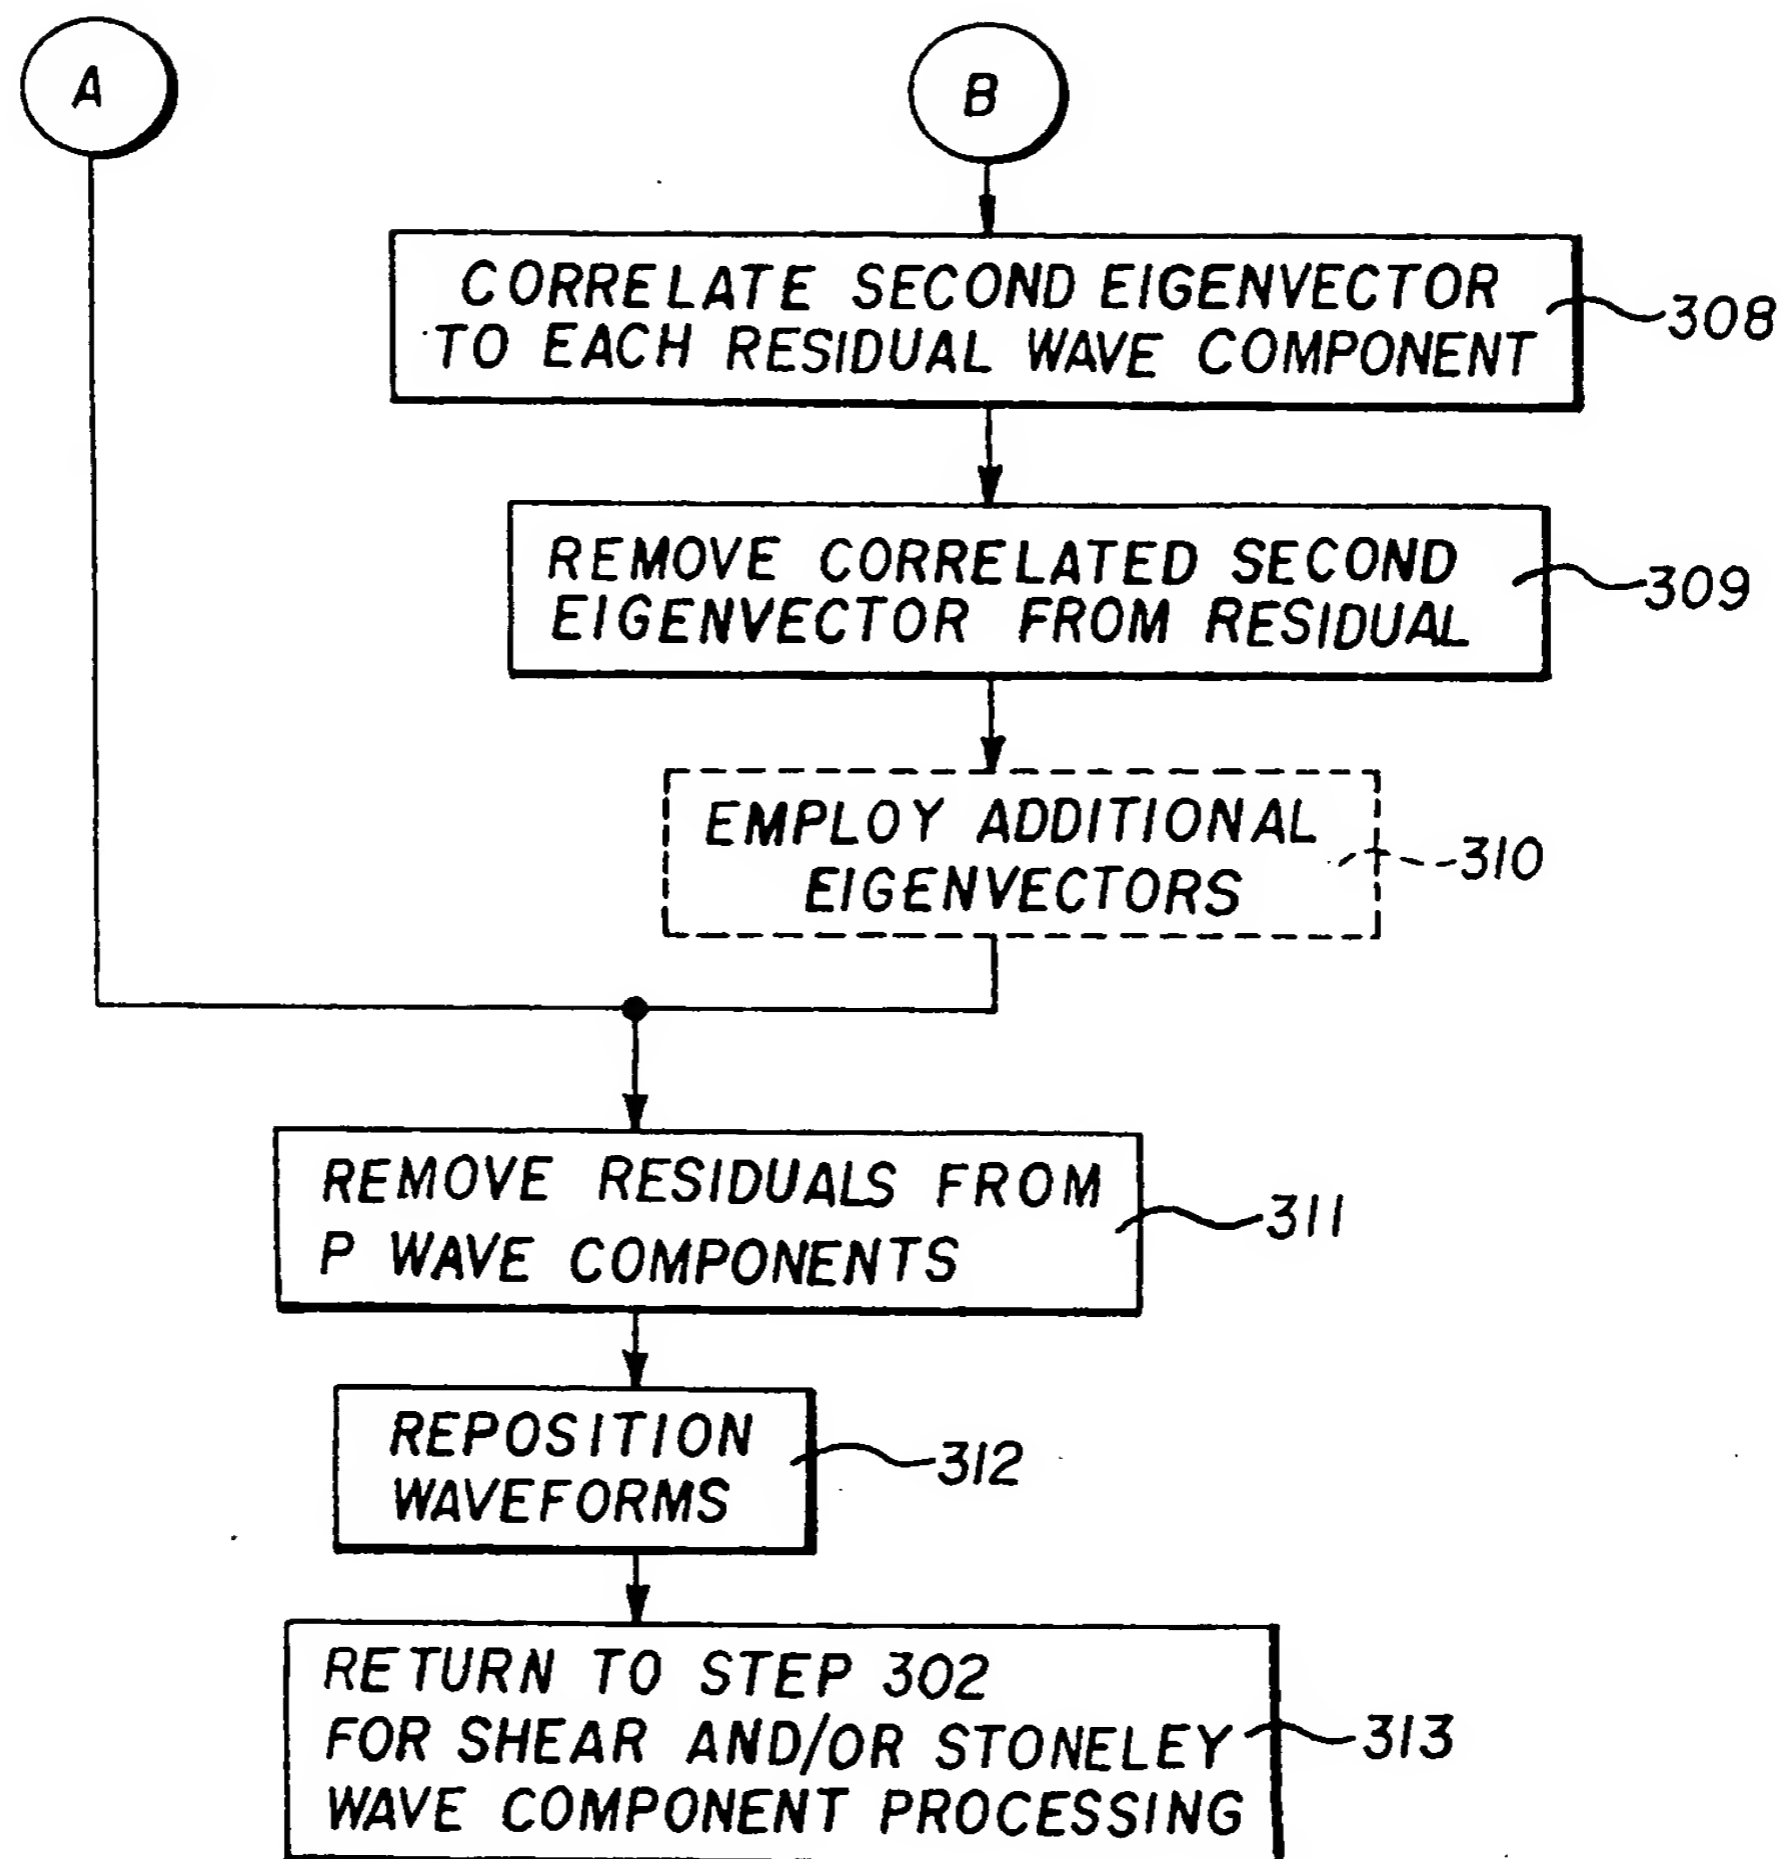 A
B
CORRELATE SECOND EIGENVECTOR
TO EACH RESIDUAL WAVE COMPONENT
308
REMOVE CORRELATED SECOND
EIGENVECTOR FROM RESIDUAL
309
EMPLOY ADDITIONAL
EIGENVECTORS
310
REMOVE RESIDUALS FROM
P WAVE COMPONENTS
311
REPOSITION
WAVEFORMS
312
RETURN TO STEP 302
FOR SHEAR AND/OR STONELEY
WAVE COMPONENT PROCESSING
313